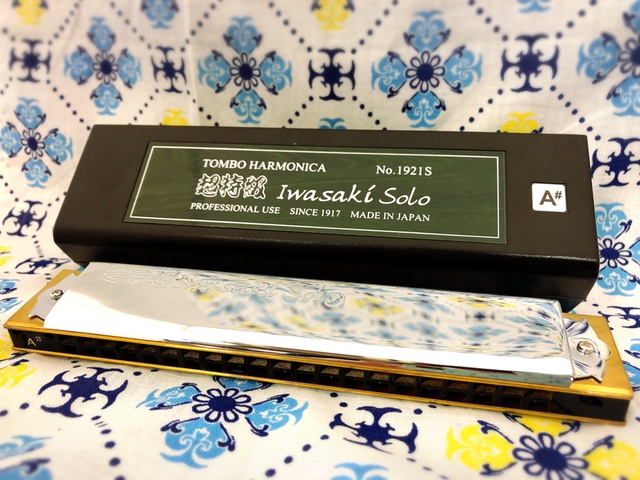 TOMBO HARMONICA No.1921S
超特級 Iwasaki Solo
PROFESSIONAL USE SINCE 1917 MADE IN JAPAN
A#
A#